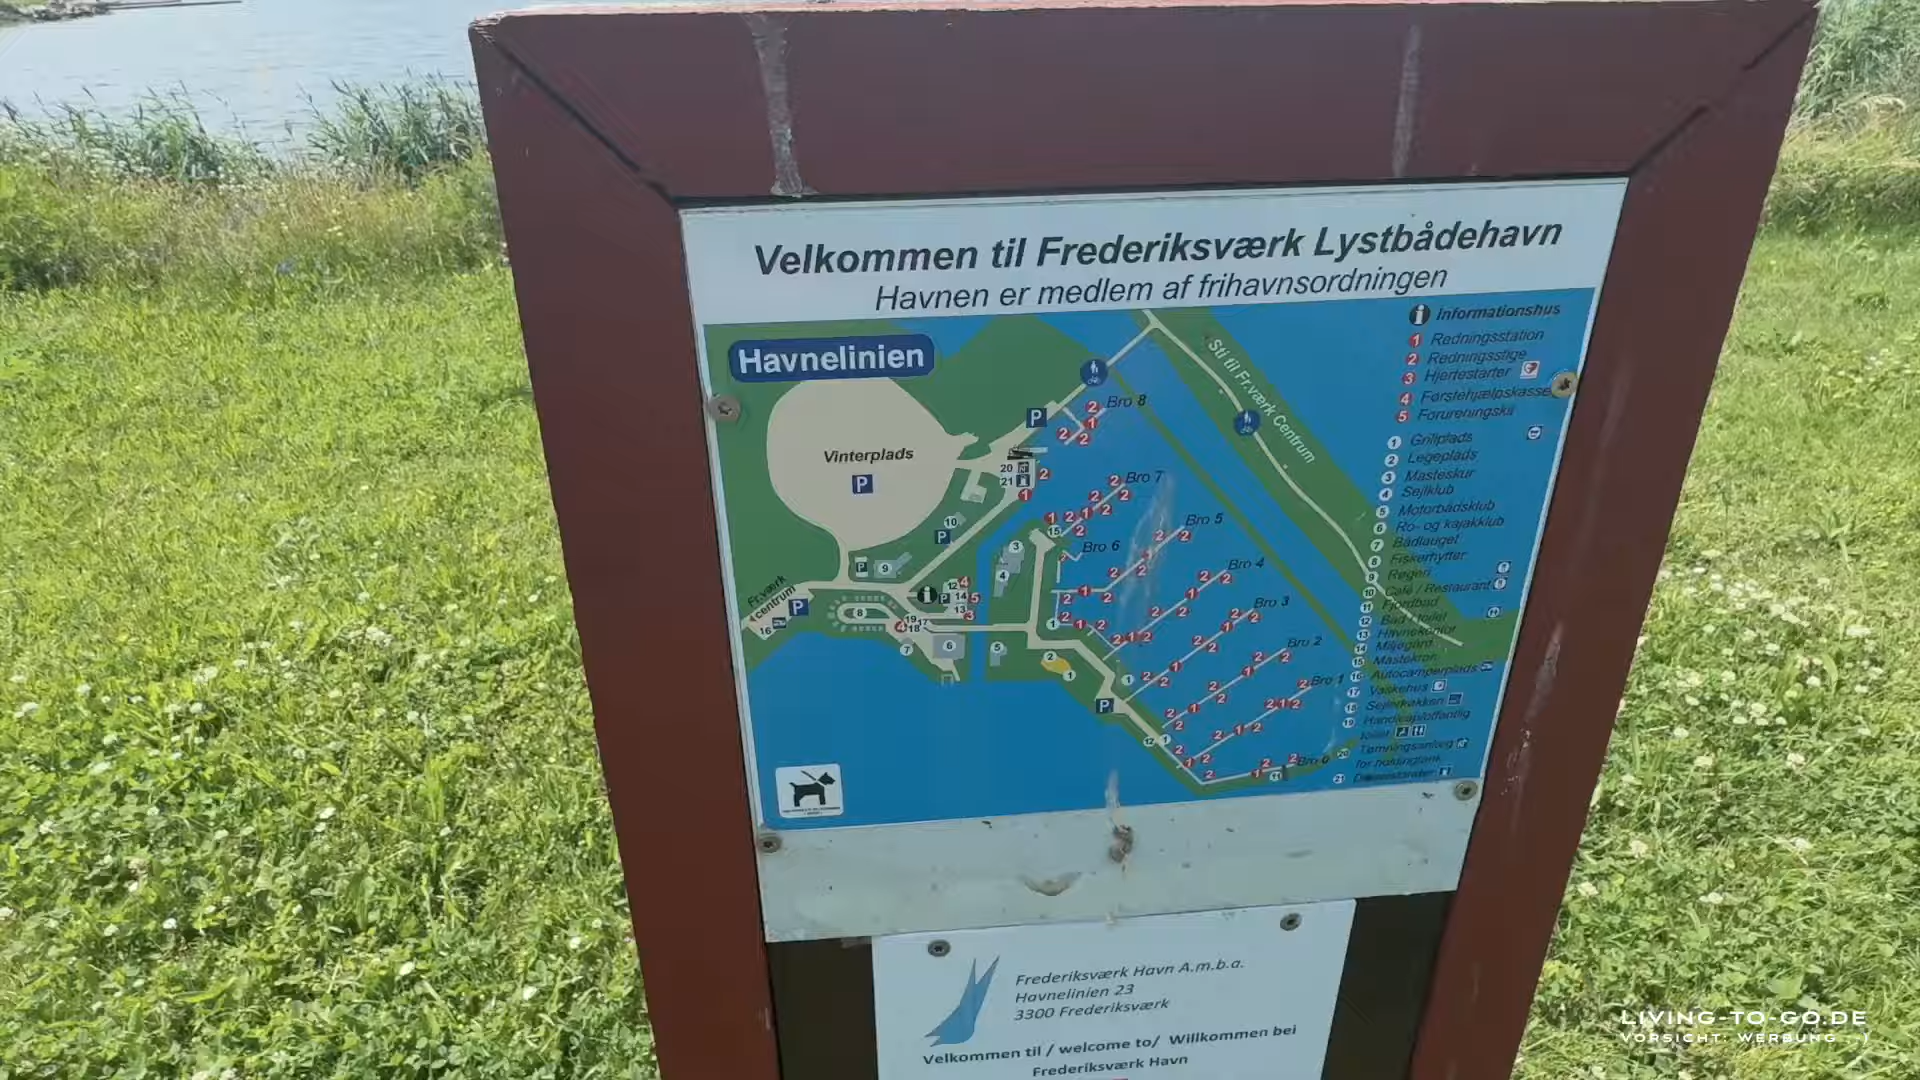 Velkommen til Frederiksværk Lystbådehavn
Havnen er medlem af frihavnsordningen
Havnelinien
Vinterplads
P
P
Bro 8
Bro 7
Bro 6
Bro 5
Bro 4
Bro 3
Bro 2
Bro 1
Sti til Fr.værk Centrum
Fr.værk
centrum
i Informationshus
1 Redningsstation
2 Redningsstige
3 Hjertestarter
4 Førstehjælpskasse
5 Forureningskit
1 Grillplads
2 Legeplads
3 Masteskur
4 Sejlklub
5 Motorbådsklub
6 Ro- og kajakklub
7 Bådlauget
8 Fiskerhytter
9 Røgeri
10 Café / Restaurant
11 Fjordbad
12 Bad / toilet
13 Havnekontor
14 Miljøgård
15 Mastekran
16 Autocamperplads
17 Vaskehus
18 Sejlerkøkken
19 Handicap/offentlig
toilet
20 Tømningsanlæg
for holdingtank
Frederiksværk Havn A.m.b.a.
Havnelinien 23
3300 Frederiksværk
Velkommen til / welcome to/ Willkommen bei
Frederiksværk Havn
LIVING-TO-GO.DE
VORSICHT: WERBUNG :-)